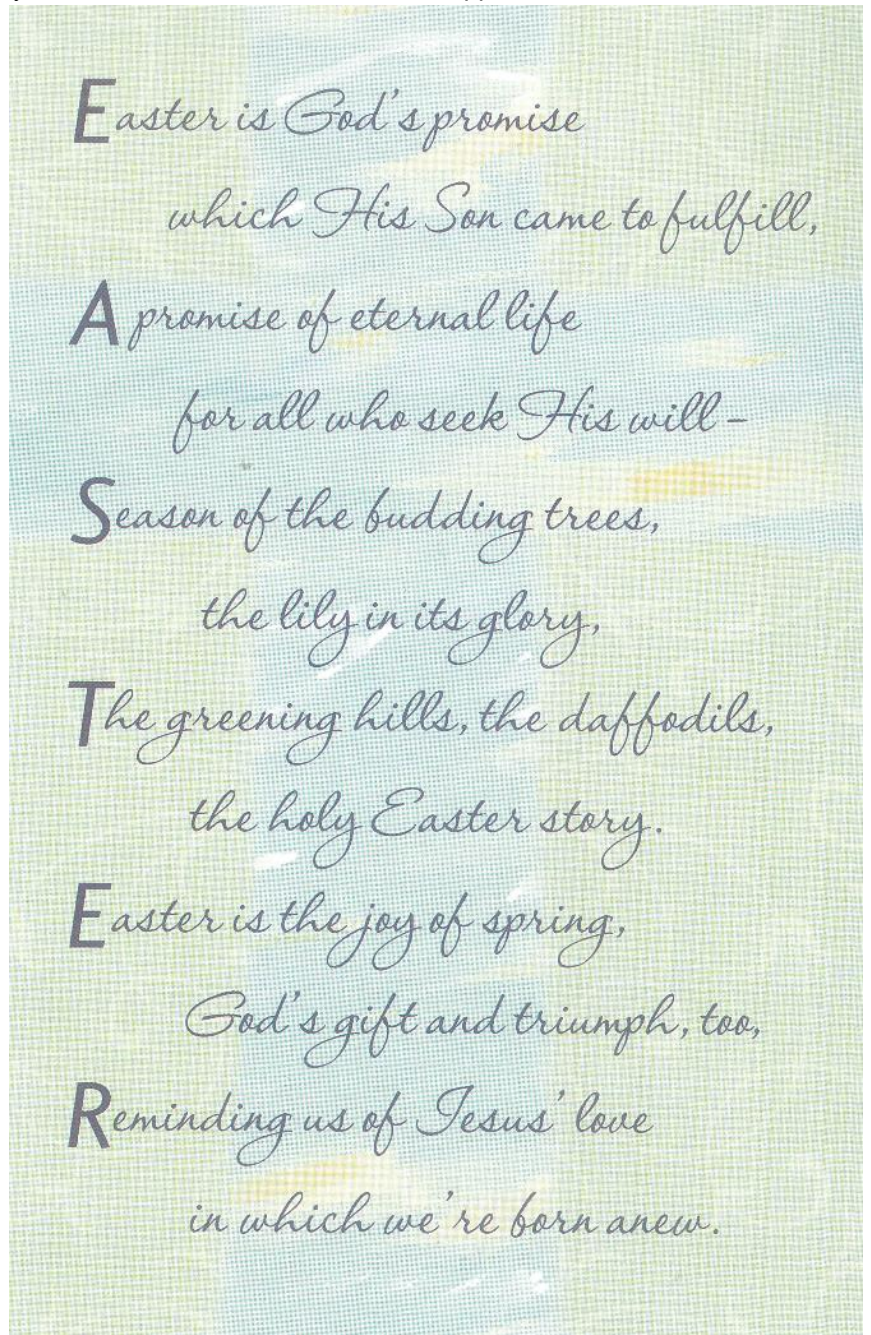 Easter is God's promise
which His Son came to fulfill,
A promise of eternal life
for all who seek His will –
Season of the budding trees,
the lily in its glory,
The greening hills, the daffodils,
the holy Easter story.
Easter is the joy of spring,
God's gift and triumph, too,
Reminding us of Jesus' love
in which we're born anew.